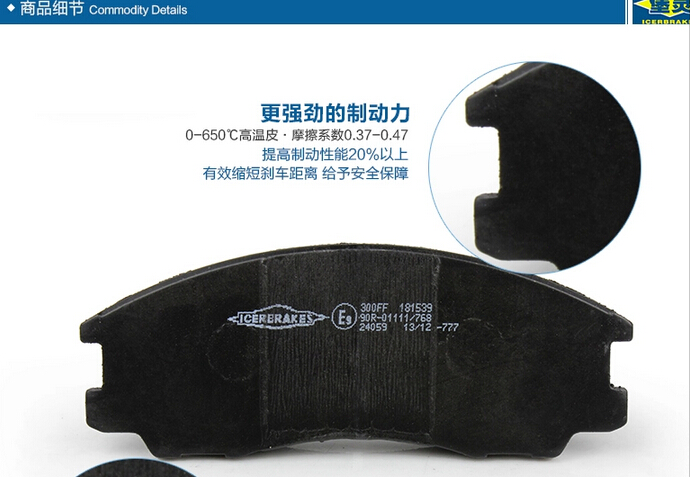 商品细节 Commodity Details
ICERBRAKES
更强劲的制动力
0-650℃高温皮·摩擦系数0.37-0.47
提高制动性能20%以上
有效缩短刹车距离 给予安全保障
ICERBRAKES
E9
300FF 181539
90R-01111/768
24059 13/12 -777